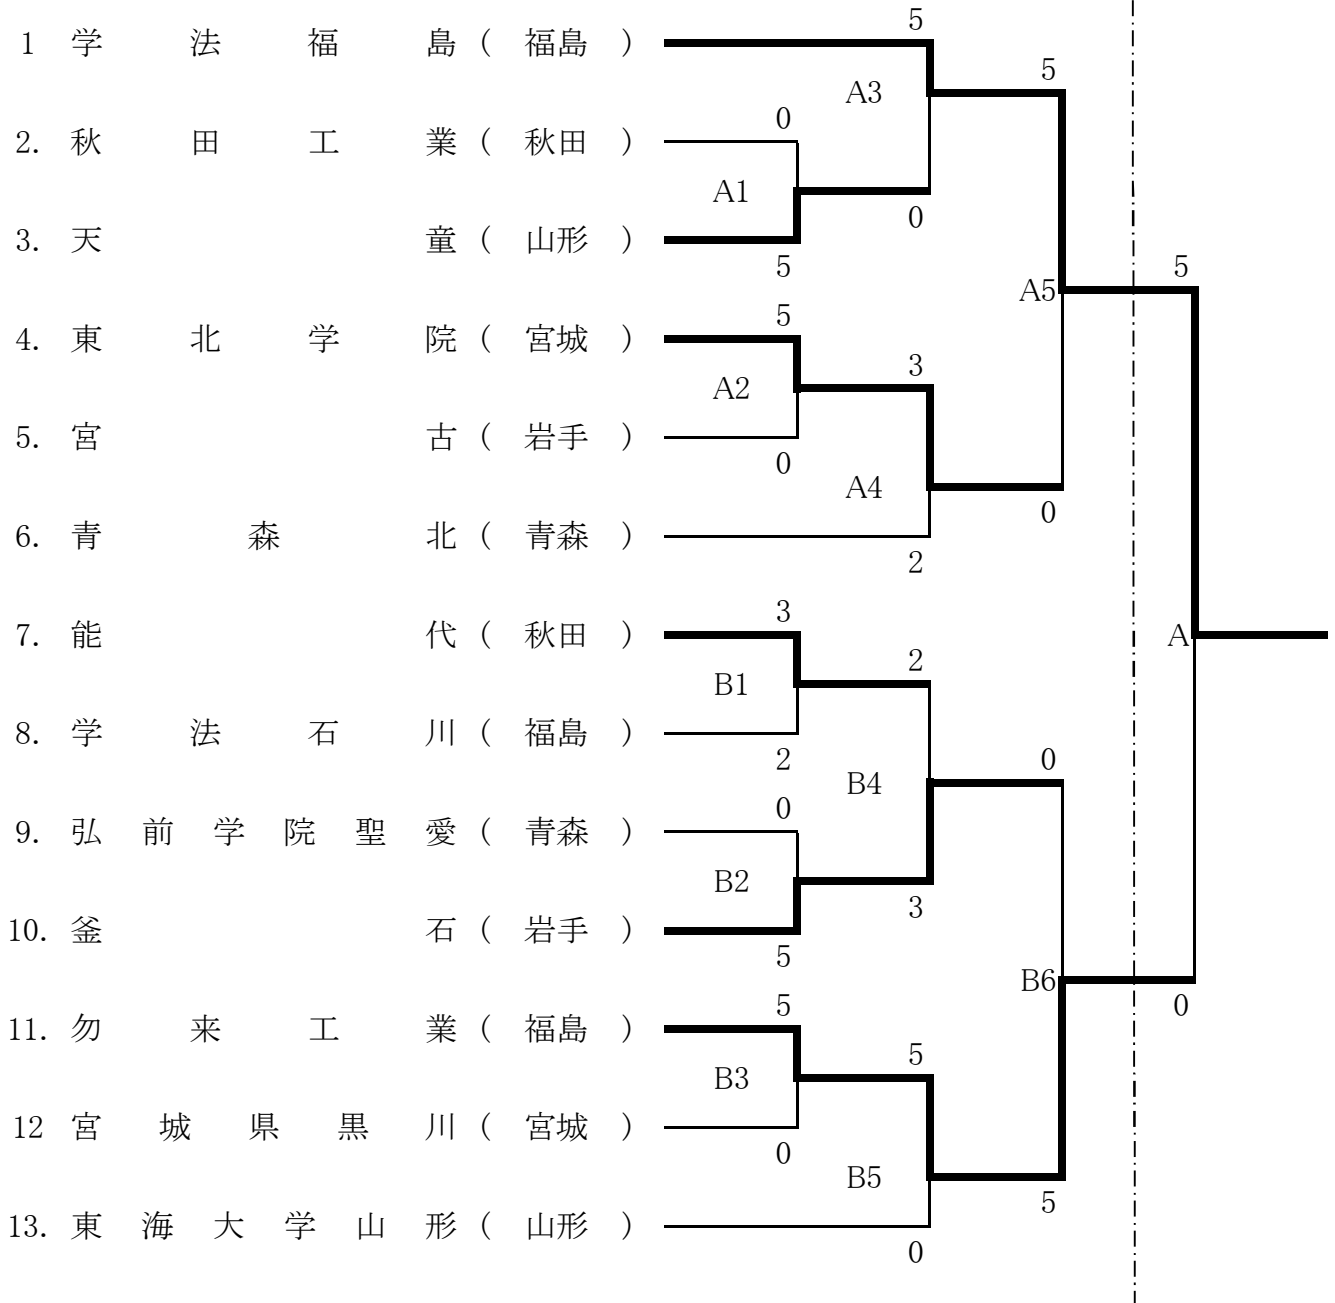 5
1 学法福島（福島）
5
A3
0
2. 秋田工業（秋田）
A1
0
3. 天童（山形）
5
5
A5
5
4. 東北学院（宮城）
3
A2
5. 宮古（岩手）
0
A4
0
6. 青森北（青森）
2
3
7. 能代（秋田）
A
2
B1
8. 学法石川（福島）
2
0
B4
0
9. 弘前学院聖愛（青森）
B2
3
10. 釜石（岩手）
5
B6
5
0
11. 勿来工業（福島）
5
B3
12 宮城県黒川（宮城）
0
B5
5
13. 東海大学山形（山形）
0